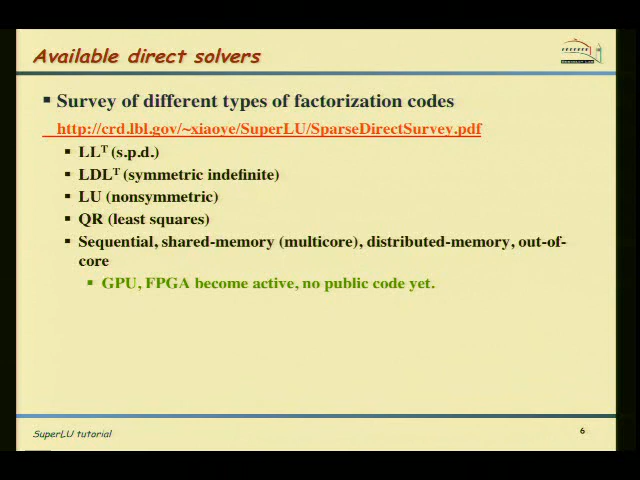 Available direct solvers
▪ Survey of different types of factorization codes
http://crd.lbl.gov/~xiaoye/SuperLU/SparseDirectSurvey.pdf
▪ LLᵀ (s.p.d.)
▪ LDLᵀ (symmetric indefinite)
▪ LU (nonsymmetric)
▪ QR (least squares)
▪ Sequential, shared-memory (multicore), distributed-memory, out-of-
core
▪ GPU, FPGA become active, no public code yet.
SuperLU tutorial
6